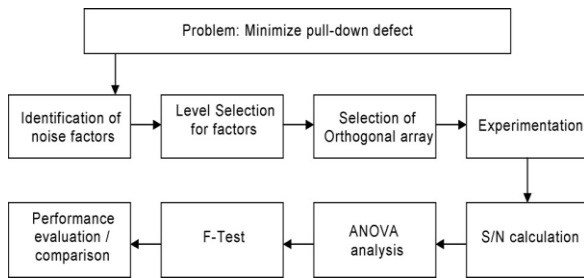 Problem: Minimize pull-down defect
Identification of
noise factors
Level Selection
for factors
Selection of
Orthogonal array
Experimentation
S/N calculation
ANOVA
analysis
F-Test
Performance
evaluation /
comparison